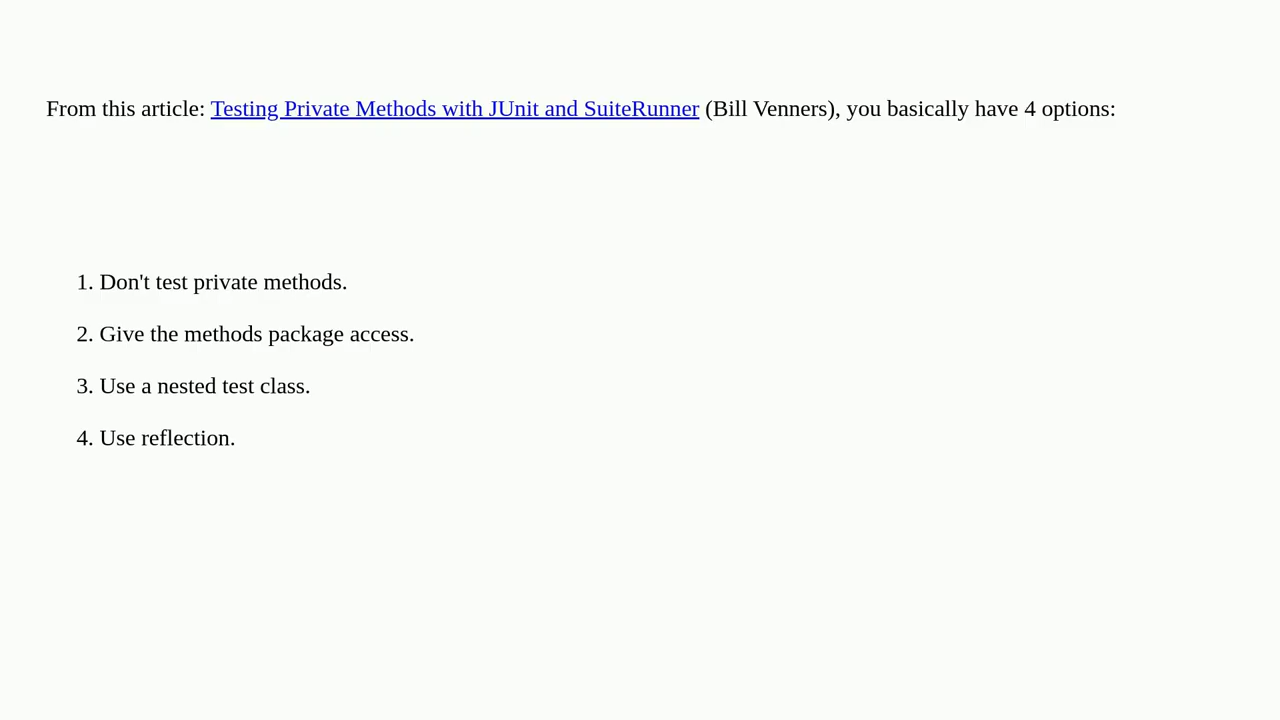 From this article: Testing Private Methods with JUnit and SuiteRunner (Bill Venners), you basically have 4 options:
1. Don't test private methods.
2. Give the methods package access.
3. Use a nested test class.
4. Use reflection.